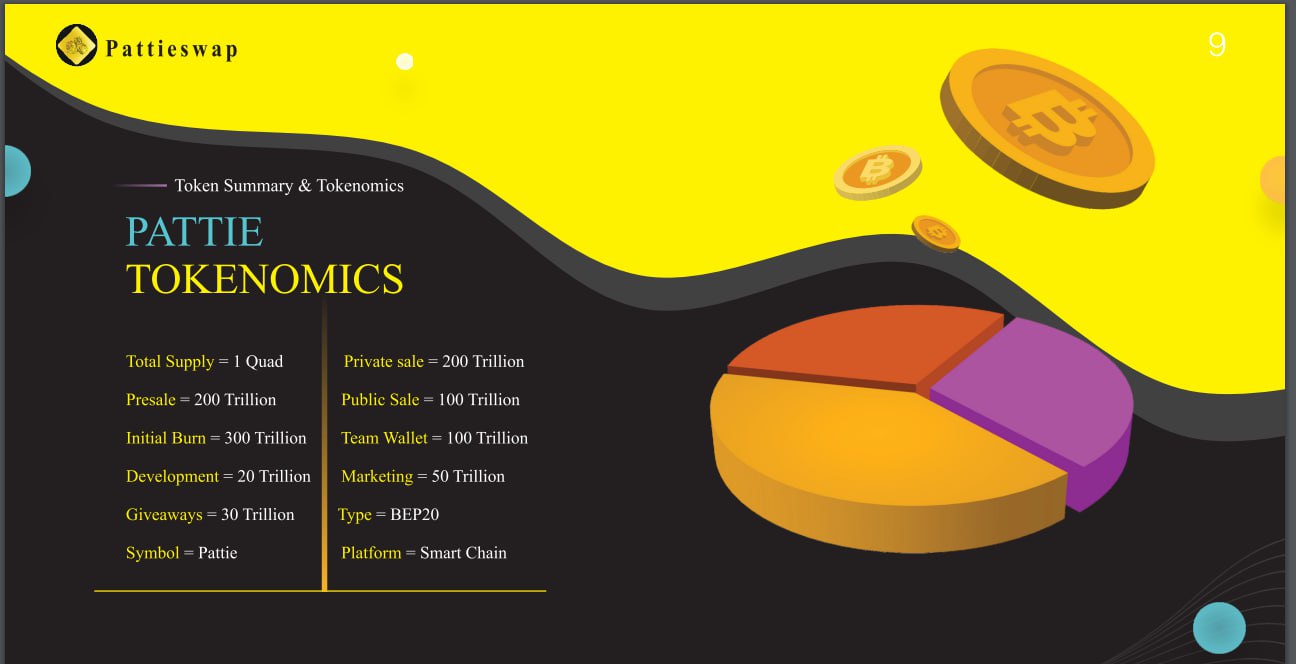 Pattieswap
9
Token Summary & Tokenomics
PATTIE
TOKENOMICS
Total Supply = 1 Quad
Presale = 200 Trillion
Initial Burn = 300 Trillion
Development = 20 Trillion
Giveaways = 30 Trillion
Symbol = Pattie
Private sale = 200 Trillion
Public Sale = 100 Trillion
Team Wallet = 100 Trillion
Marketing = 50 Trillion
Type = BEP20
Platform = Smart Chain